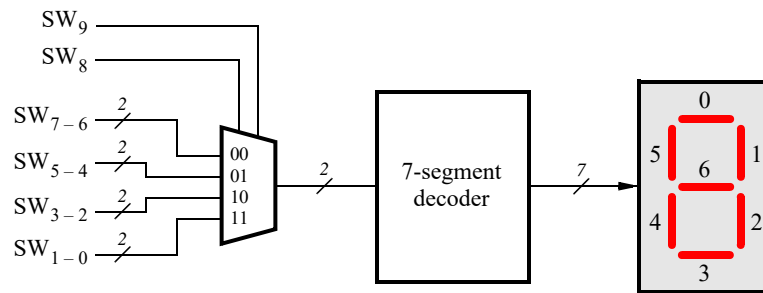 SW9
SW8
SW7 – 6
2
SW5 – 4
2
SW3 – 2
2
SW1 – 0
2
00
01
10
11
2
7-segment
decoder
7
0
5
1
6
4
2
3